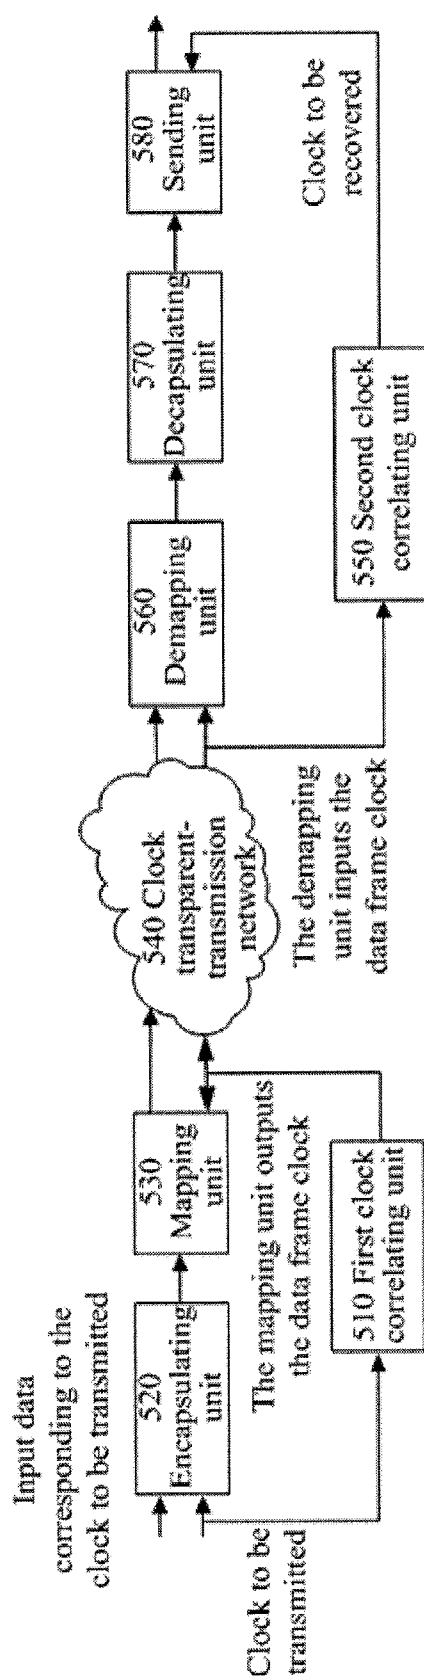 Input data
corresponding to the
clock to be transmitted
520
Encapsulating
unit
Clock to be
transmitted
530
Mapping
unit
The mapping unit outputs
the data frame clock
510 First clock
correlating unit
540 Clock
transparent-
transmission
network
560
Demapping
unit
The demapping
unit inputs the
data frame clock
570
Decapsulating
unit
550 Second clock
correlating unit
580
Sending
unit
Clock to be
recovered